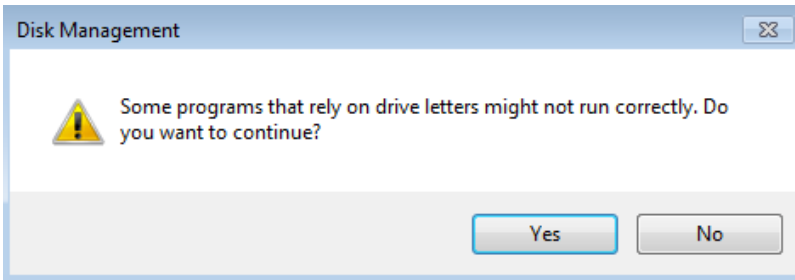 Disk Management
Some programs that rely on drive letters might not run correctly. Do
you want to continue?
Yes
No